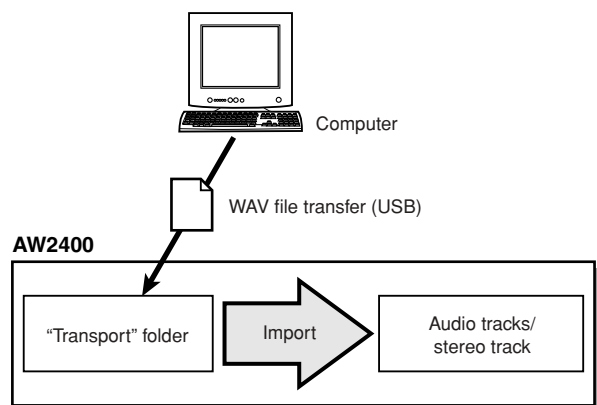 Computer
WAV file transfer (USB)
AW2400
“Transport” folder
Import
Audio tracks/
stereo track